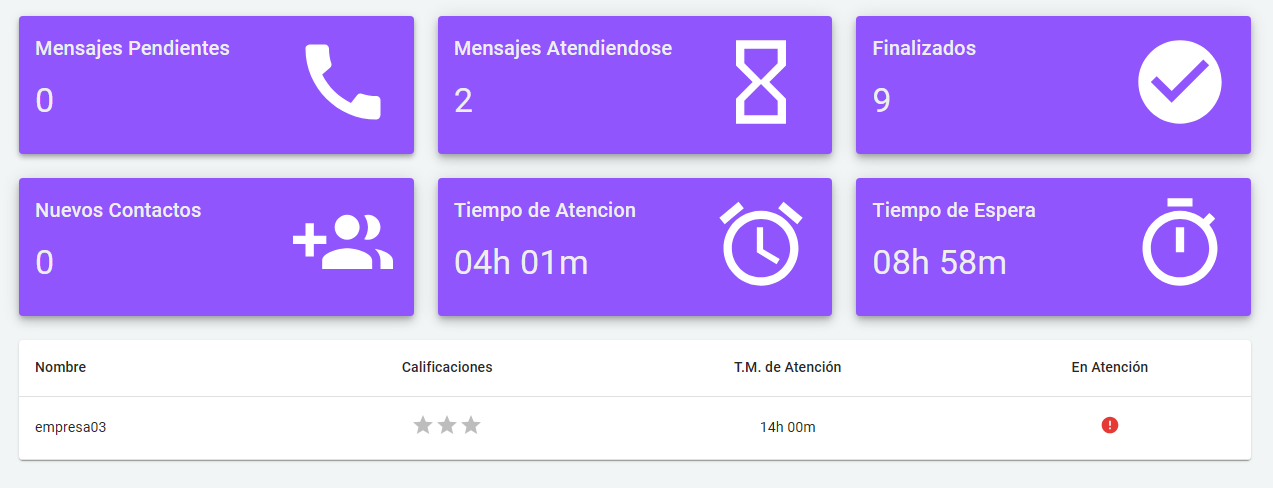 Mensajes Pendientes
0
Mensajes Atendiendose
2
Finalizados
9
Nuevos Contactos
0
Tiempo de Atencion
04h 01m
Tiempo de Espera
08h 58m
Nombre Calificaciones T.M. de Atención En Atención
empresa03 14h 00m